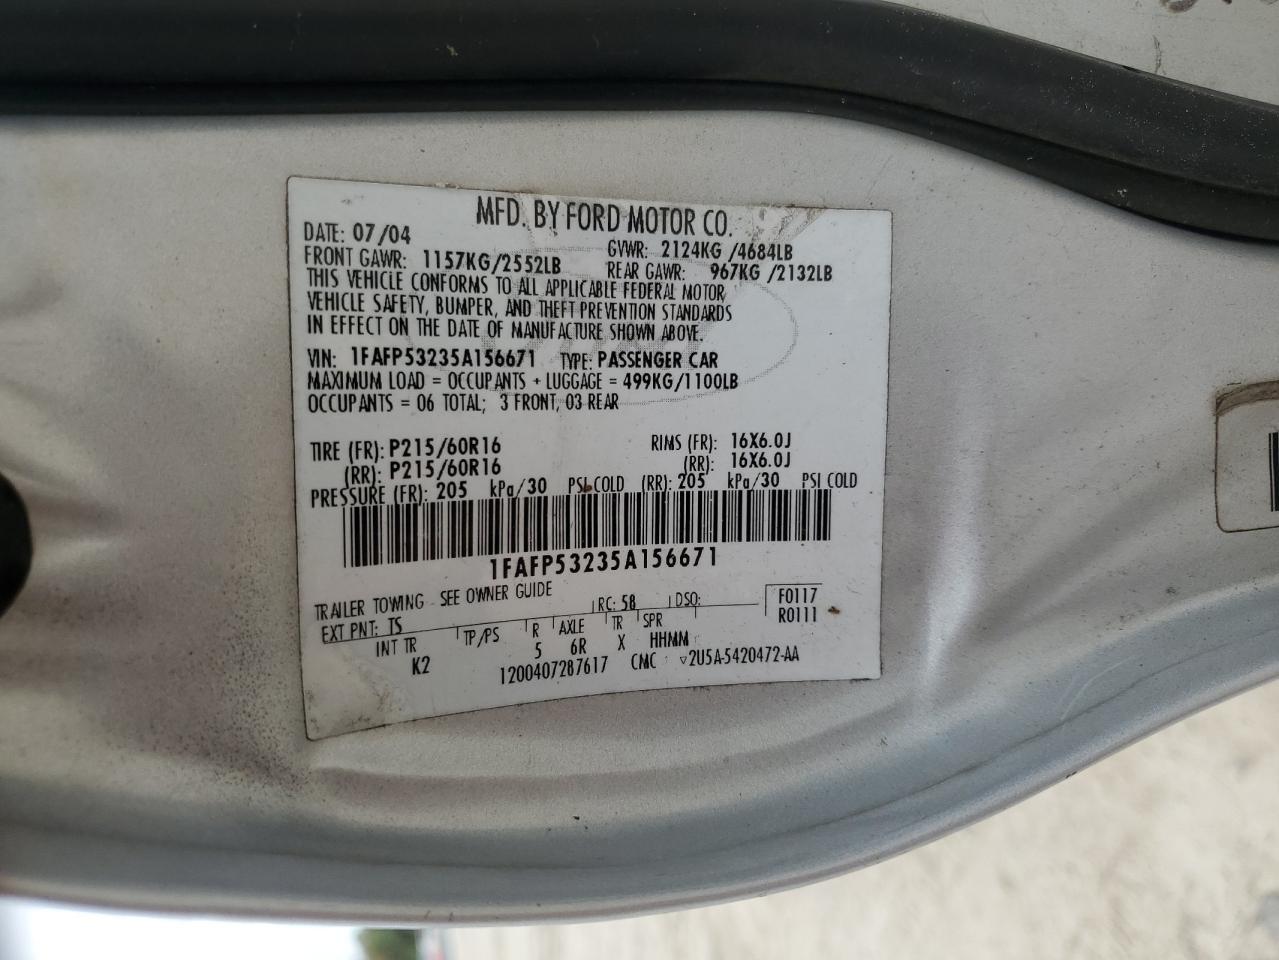 MFD. BY FORD MOTOR CO.
DATE: 07/04 GVWR: 2124KG /4684LB
FRONT GAWR: 1157KG/2552LB REAR GAWR: 967KG /2132LB
THIS VEHICLE CONFORMS TO ALL APPLICABLE FEDERAL MOTOR
VEHICLE SAFETY, BUMPER, AND THEFT PREVENTION STANDARDS
IN EFFECT ON THE DATE OF MANUFACTURE SHOWN ABOVE.
VIN: 1FAFP53235A156671 TYPE: PASSENGER CAR
MAXIMUM LOAD = OCCUPANTS + LUGGAGE = 499KG/1100LB
OCCUPANTS = 06 TOTAL; 3 FRONT, 03 REAR
TIRE (FR): P215/60R16 RIMS (FR): 16X6.0J
(RR): P215/60R16 (RR): 16X6.0J
PRESSURE (FR): 205 kPa/30 PSI COLD (RR): 205 kPa/30 PSI COLD
1FAFP53235A156671
TRAILER TOWING - SEE OWNER GUIDE
EXT PNT: TS RC: 58 DSO: F0117
R0111
INT TR TP/PS R AXLE TR SPR
K2 5 6R X HHMM
1200407287617 CMC ▽2U5A-5420472-AA